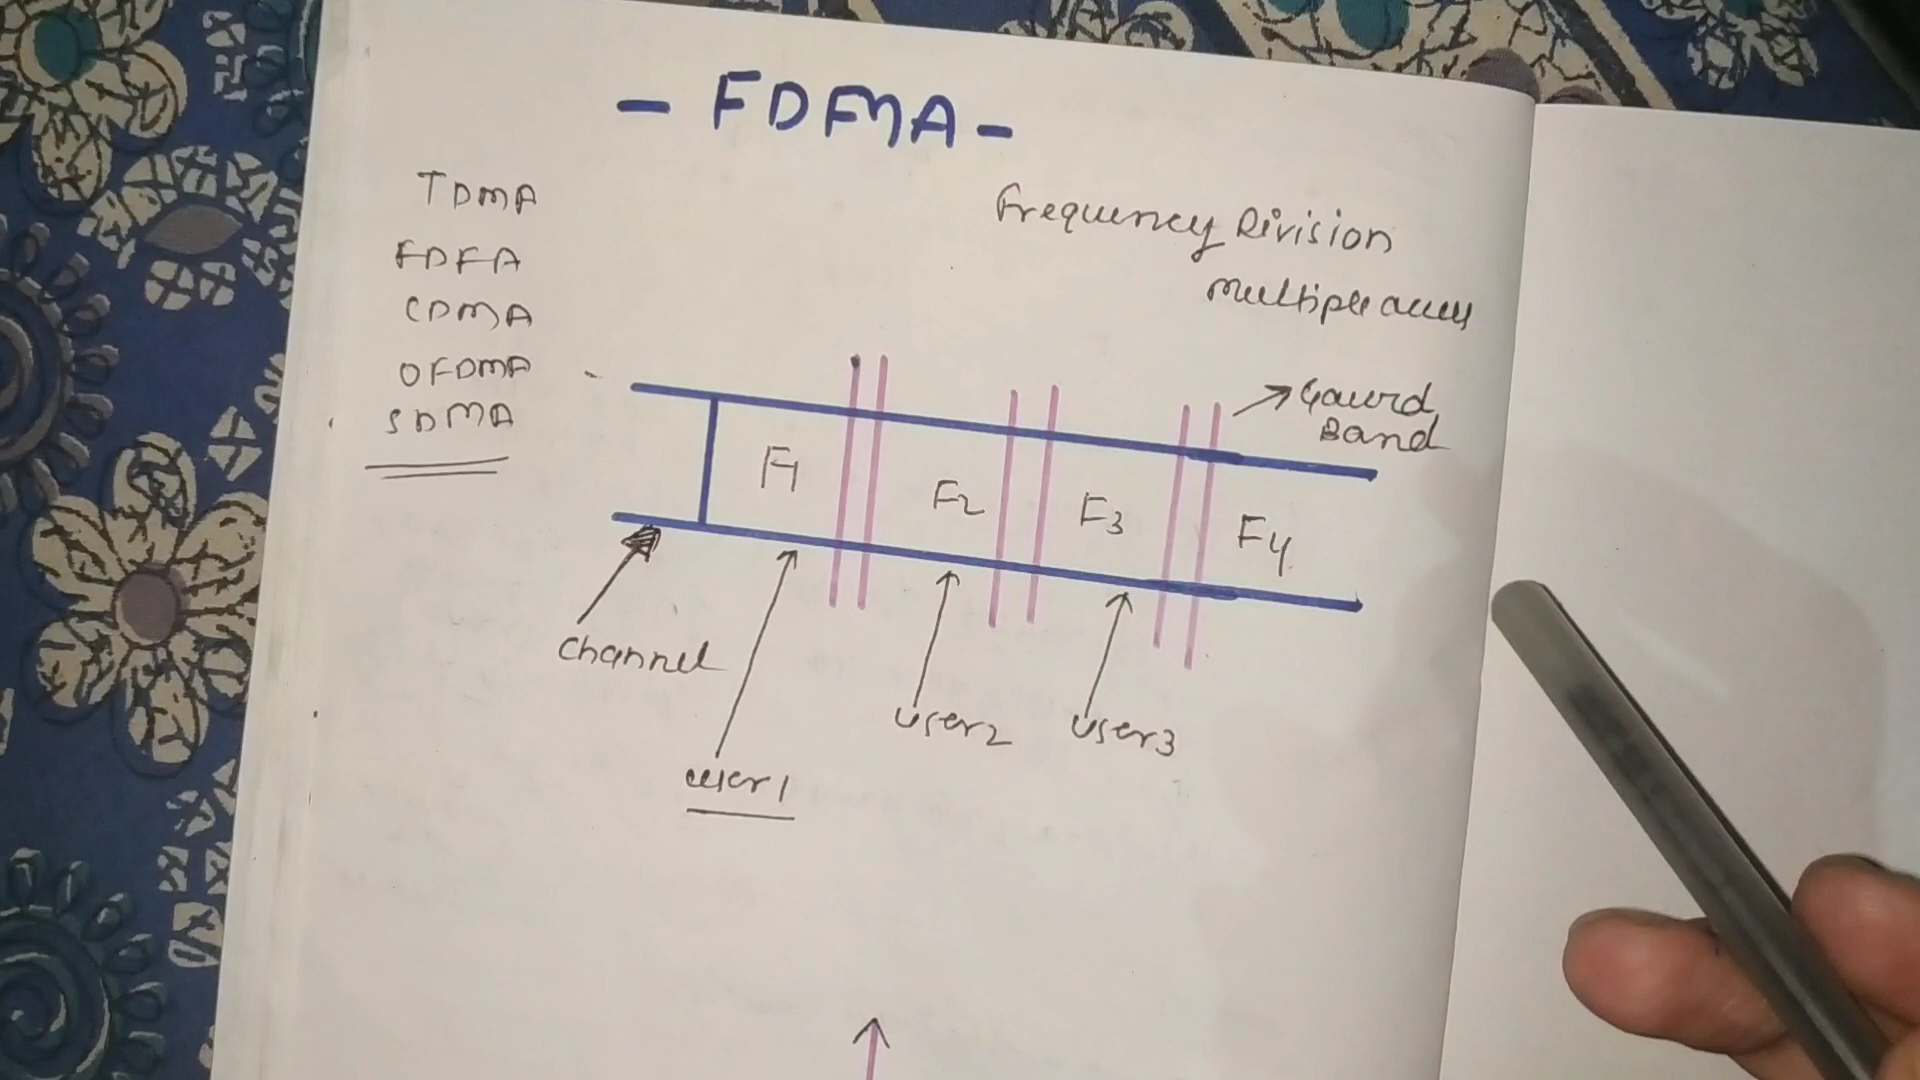 - FDFMA -
TDMA
FDFA
CDMA
OFDMA
SDMA
Frequency Division
multiple access
Gaurd
Band
F1
F2
F3
F4
channel
user1
user2
user3